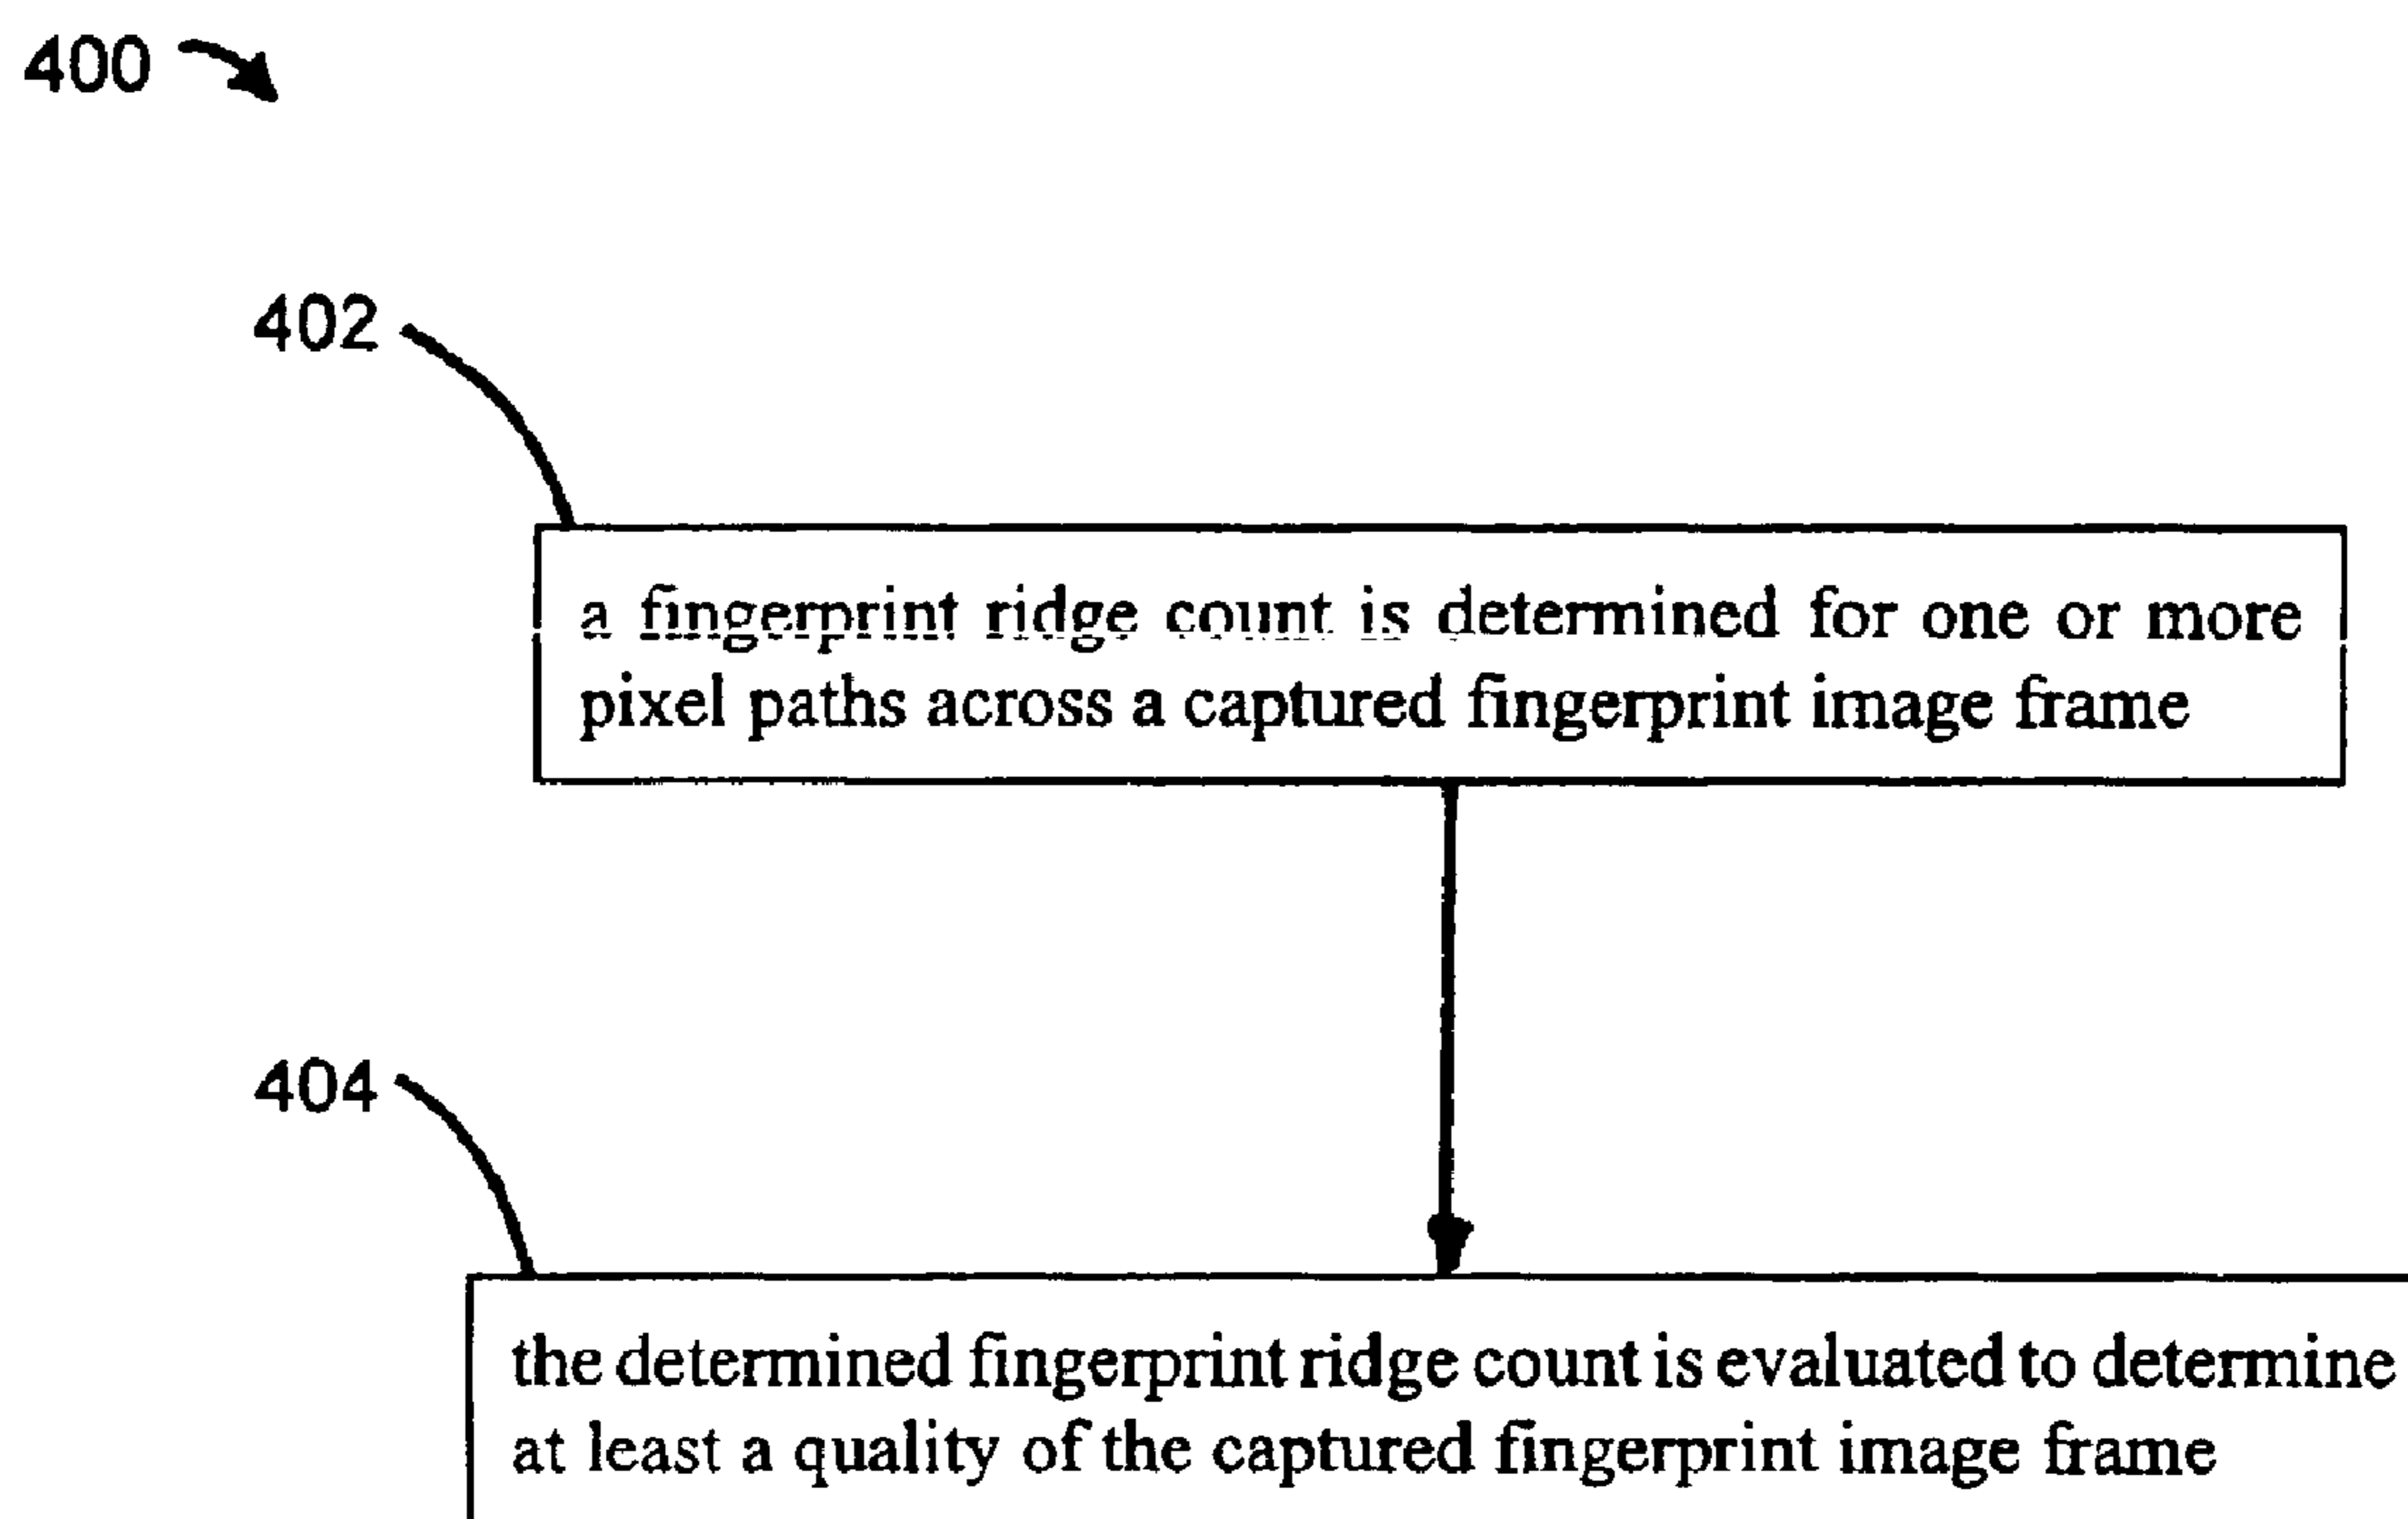 400
402
a fingerprint ridge count is determined for one or more
pixel paths across a captured fingerprint image frame
404
the determined fingerprint ridge count is evaluated to determine
at least a quality of the captured fingerprint image frame